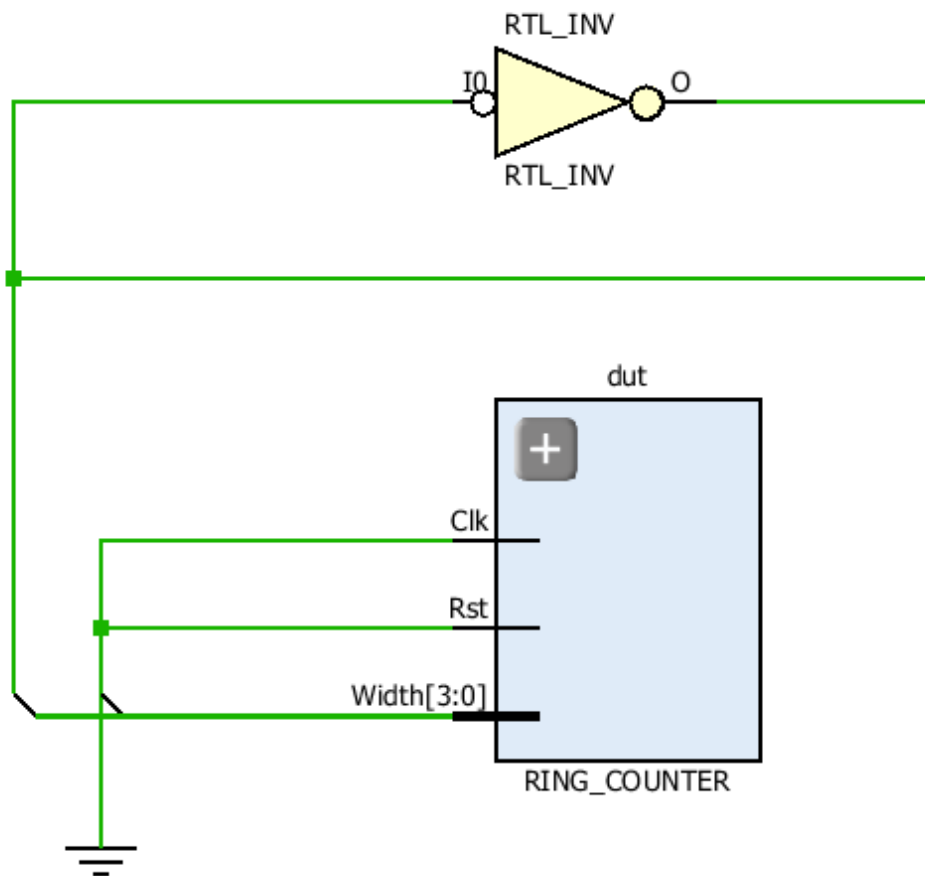 RTL_INV
I0
O
RTL_INV
dut
Clk
Rst
Width[3:0]
RING_COUNTER